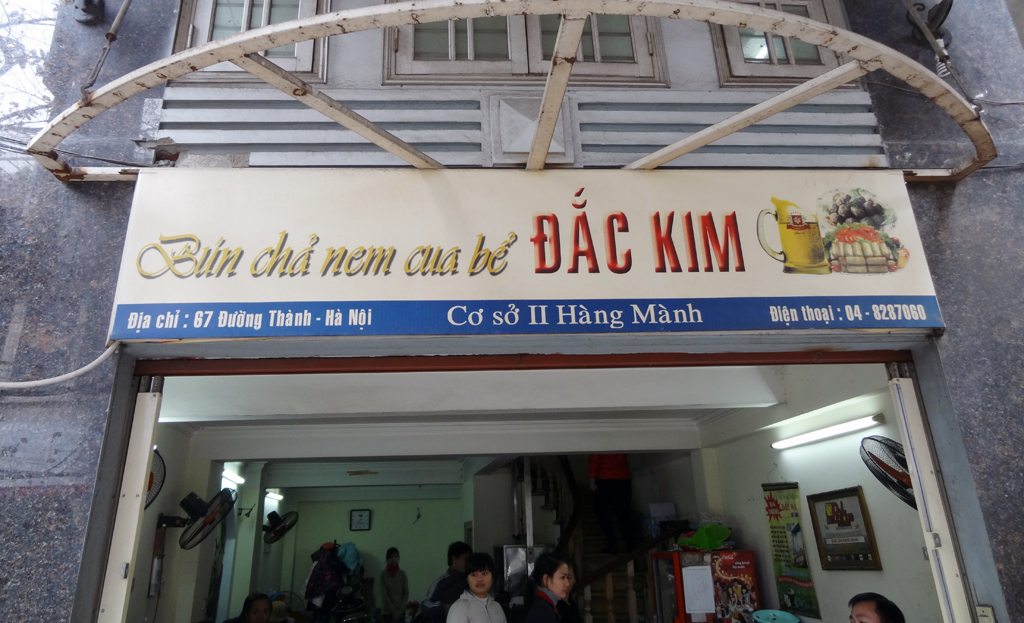 Bún chả nem cua bể ĐẮC KIM
Địa chỉ : 67 Đường Thành - Hà Nội Cơ sở II Hàng Mành Điện thoại : 04 - 8287060